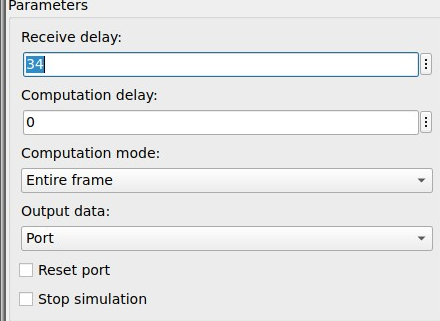 Parameters
Receive delay:
34
Computation delay:
0
Computation mode:
Entire frame
Output data:
Port
Reset port
Stop simulation